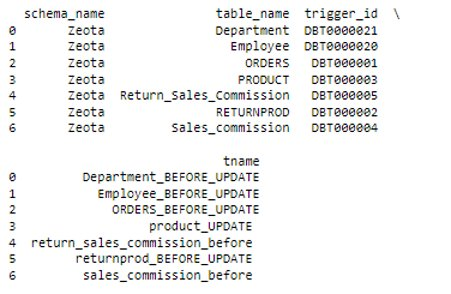 schema_name table_name trigger_id \
0 Zeota Department DBT0000021
1 Zeota Employee DBT0000020
2 Zeota ORDERS DBT000001
3 Zeota PRODUCT DBT000003
4 Zeota Return_Sales_Commission DBT000005
5 Zeota RETURNPROD DBT000002
6 Zeota Sales_commission DBT000004
tname
0 Department_BEFORE_UPDATE
1 Employee_BEFORE_UPDATE
2 ORDERS_BEFORE_UPDATE
3 product_UPDATE
4 return_sales_commission_before
5 returnprod_BEFORE_UPDATE
6 sales_commission_before